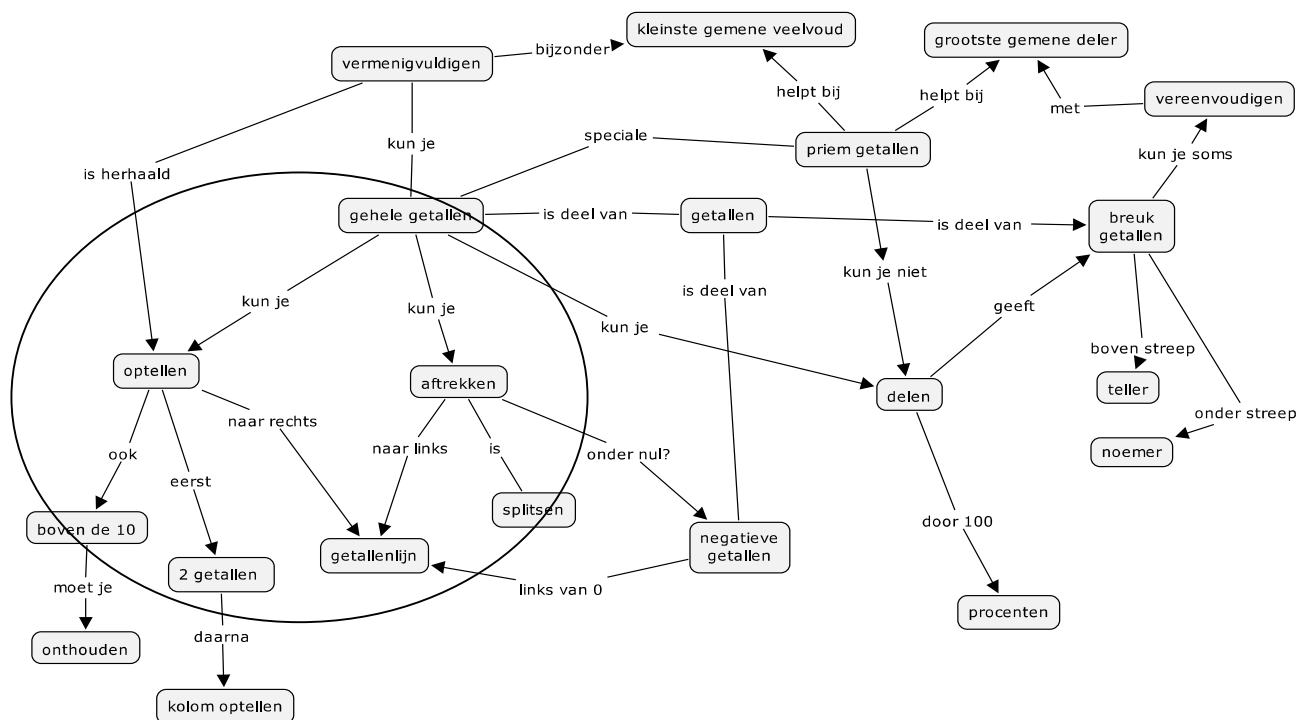 kleinste gemene veelvoud
grootste gemene deler
bijzonder
vermenigvuldigen
helpt bij
helpt bij
met
vereenvoudigen
speciale
kun je
priem getallen
kun je soms
is herhaald
gehele getallen
is deel van
getallen
is deel van
breuk
getallen
kun je niet
is deel van
kun je
kun je
kun je
geeft
boven streep
optellen
aftrekken
delen
teller
naar rechts
naar links
is
onder nul?
onder streep
ook
eerst
noemer
splitsen
boven de 10
door 100
negatieve
getallen
getallenlijn
2 getallen
moet je
links van 0
procenten
daarna
onthouden
kolom optellen